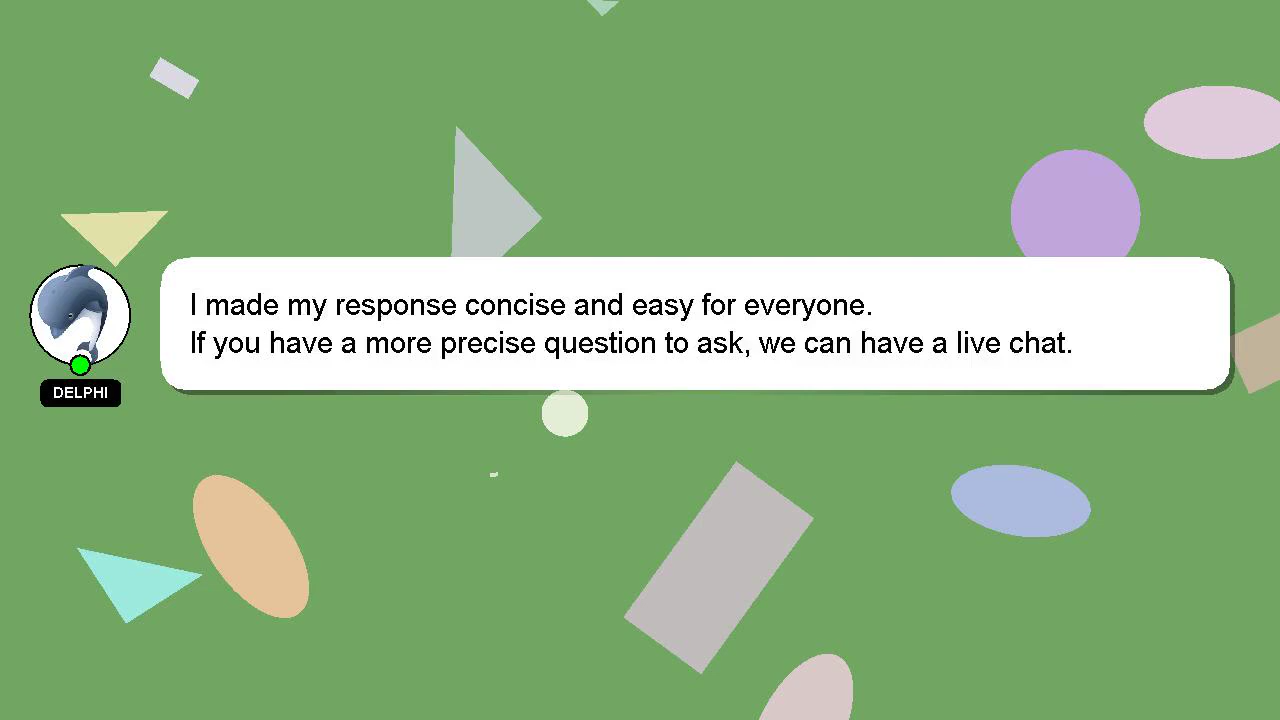 I made my response concise and easy for everyone.
If you have a more precise question to ask, we can have a live chat.
DELPHI